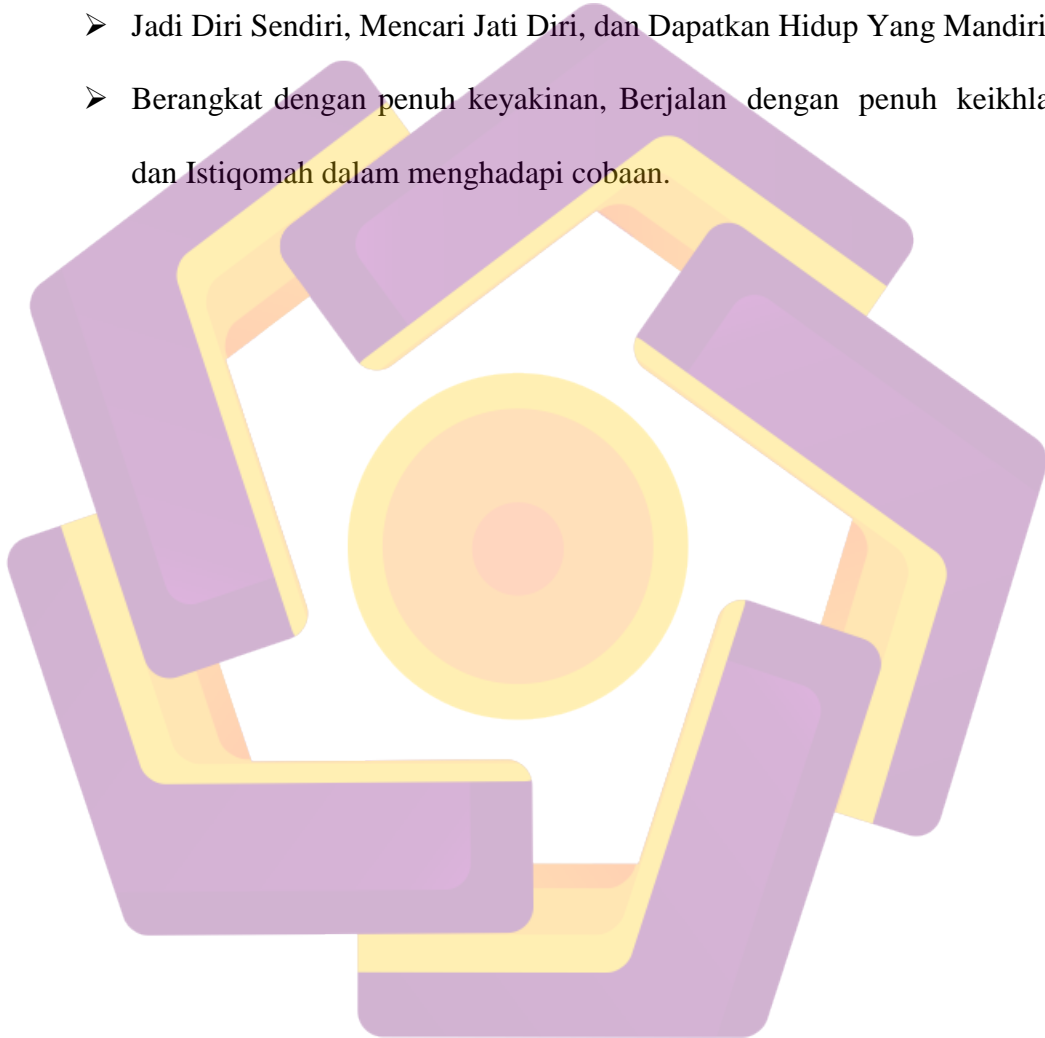 ➢ Jadi Diri Sendiri, Mencari Jati Diri, dan Dapatkan Hidup Yang Mandiri
➢ Berangkat dengan penuh keyakinan, Berjalan dengan penuh
dan Istiqomah dalam menghadapi cobaan.